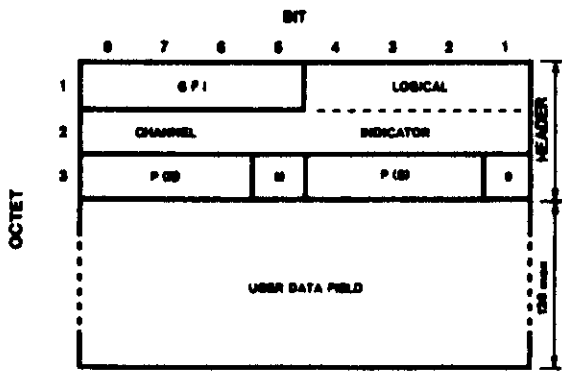 BIT
8 7 6 5 4 3 2 1
1 G F I LOGICAL
2 CHANNEL INDICATOR
3 P (R) M P (S) 0
USER DATA FIELD
OCTET
HEADER
128 max